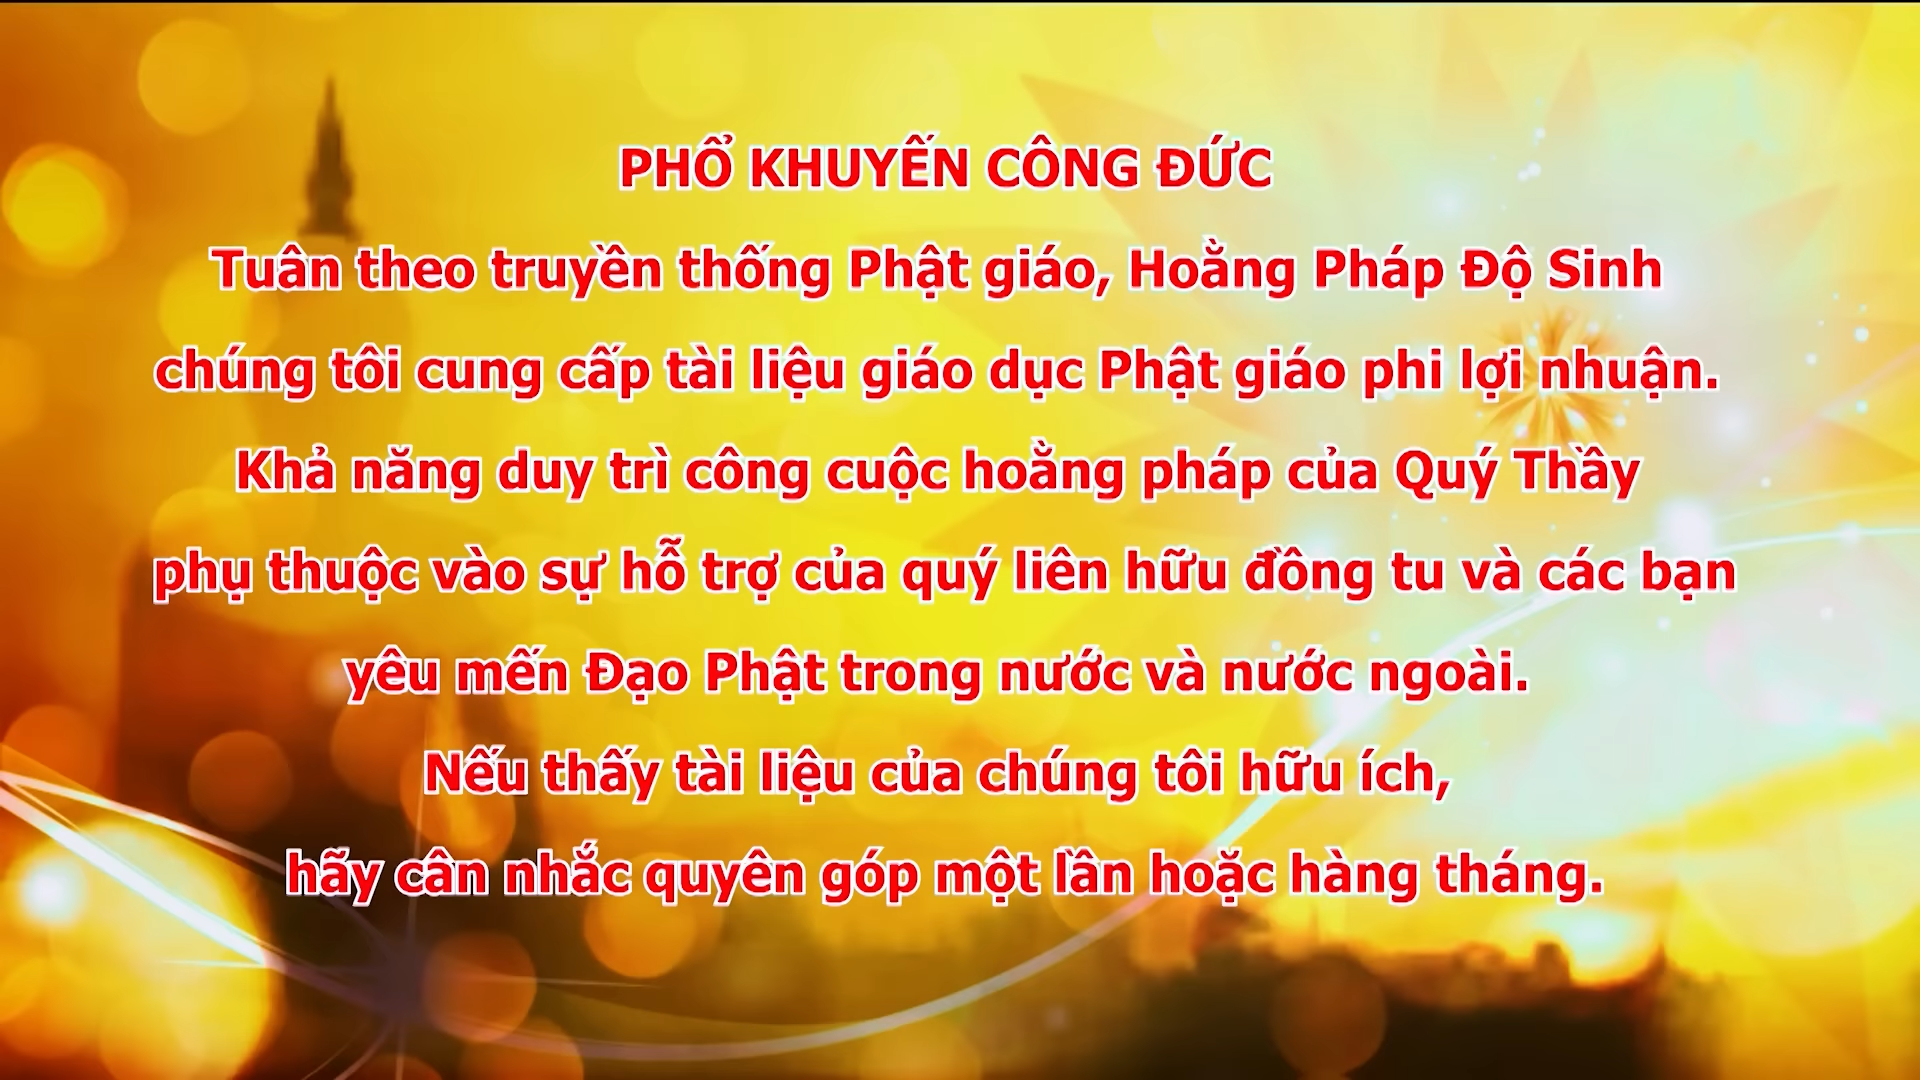 PHỔ KHUYẾN CÔNG ĐỨC
Tuân theo truyền thống Phật giáo, Hoằng Pháp Độ Sinh
chúng tôi cung cấp tài liệu giáo dục Phật giáo phi lợi nhuận.
Khả năng duy trì công cuộc hoằng pháp của Quý Thầy
phụ thuộc vào sự hỗ trợ của quý liên hữu đồng tu và các bạn
yêu mến Đạo Phật trong nước và nước ngoài.
Nếu thấy tài liệu của chúng tôi hữu ích,
hãy cân nhắc quyên góp một lần hoặc hàng tháng.